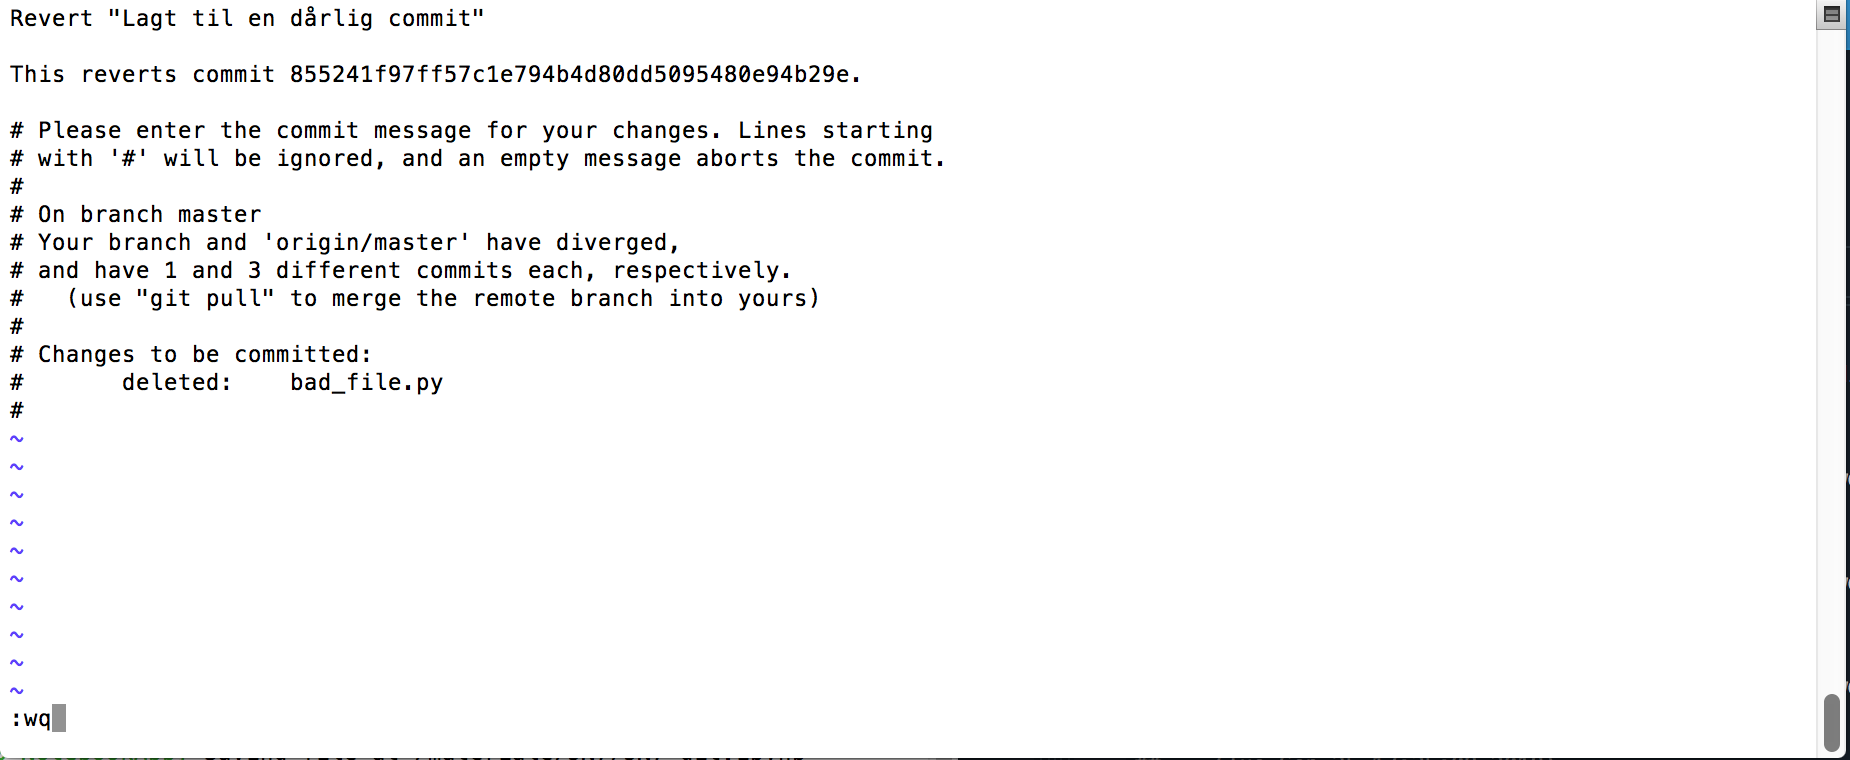 Revert "Lagt til en dårlig commit"
This reverts commit 855241f97ff57c1e794b4d80dd5095480e94b29e.
# Please enter the commit message for your changes. Lines starting
# with '#' will be ignored, and an empty message aborts the commit.
#
# On branch master
# Your branch and 'origin/master' have diverged,
# and have 1 and 3 different commits each, respectively.
#   (use "git pull" to merge the remote branch into yours)
#
# Changes to be committed:
#       deleted:    bad_file.py
#
~
~
~
~
~
~
~
~
~
~
:wq